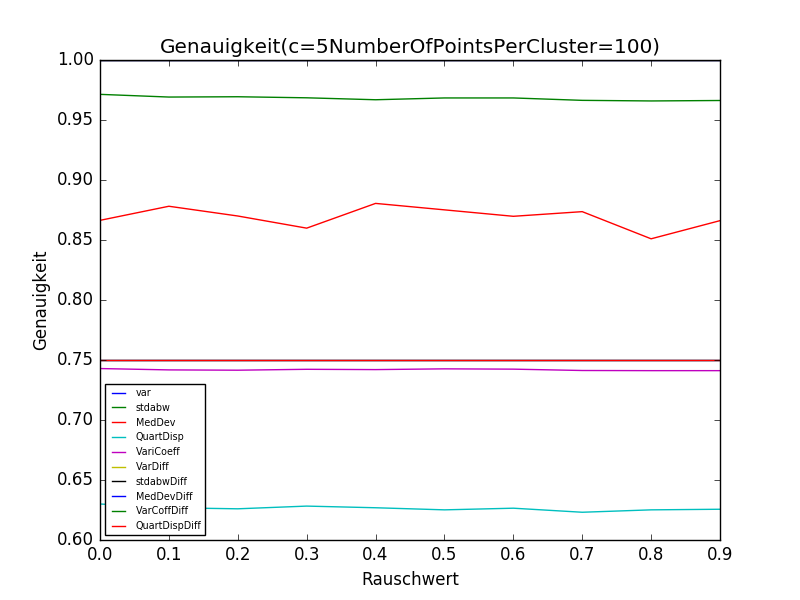 Genauigkeit(c=5NumberOfPointsPerCluster=100)
1.00
0.95
0.90
0.85
0.80
0.75
0.70
0.65
0.60
Genauigkeit
var
stdabw
MedDev
QuartDisp
VariCoeff
VarDiff
stdabwDiff
MedDevDiff
VarCoffDiff
QuartDispDiff
0.0 0.1 0.2 0.3 0.4 0.5 0.6 0.7 0.8 0.9
Rauschwert